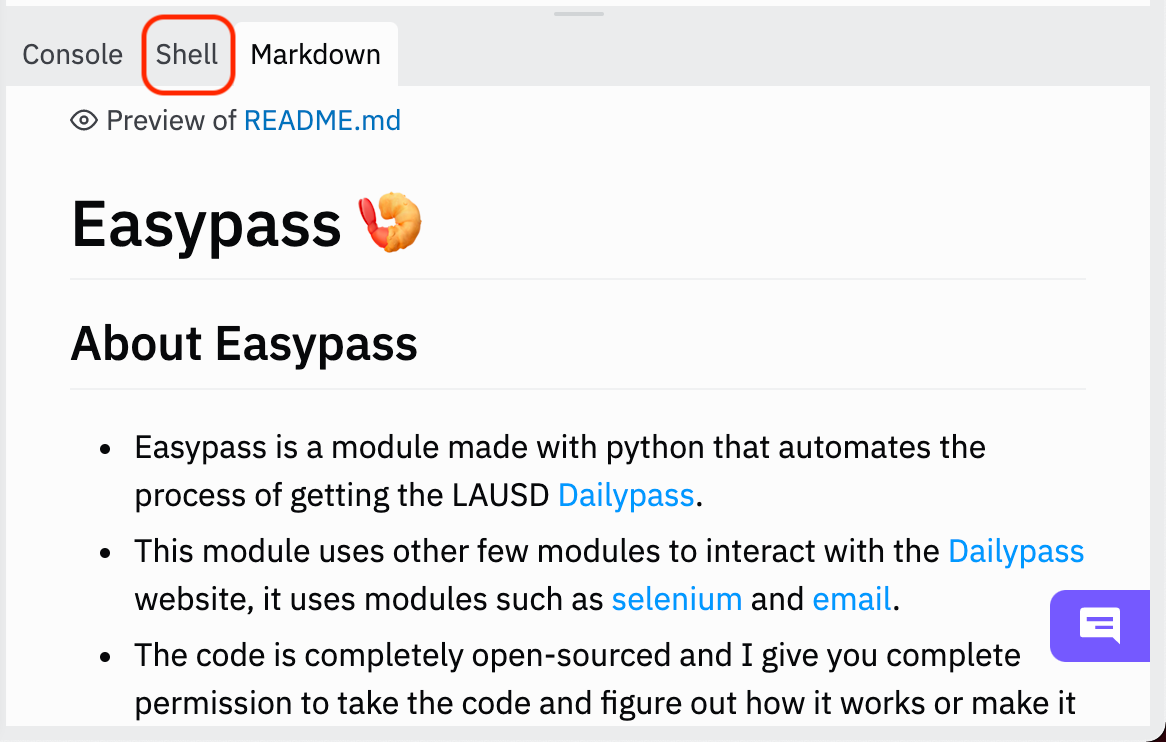 Console Shell Markdown
Preview of README.md
Easypass 🍤
About Easypass
• Easypass is a module made with python that automates the
process of getting the LAUSD Dailypass.
• This module uses other few modules to interact with the Dailypass
website, it uses modules such as selenium and email.
• The code is completely open-sourced and I give you complete
permission to take the code and figure out how it works or make it